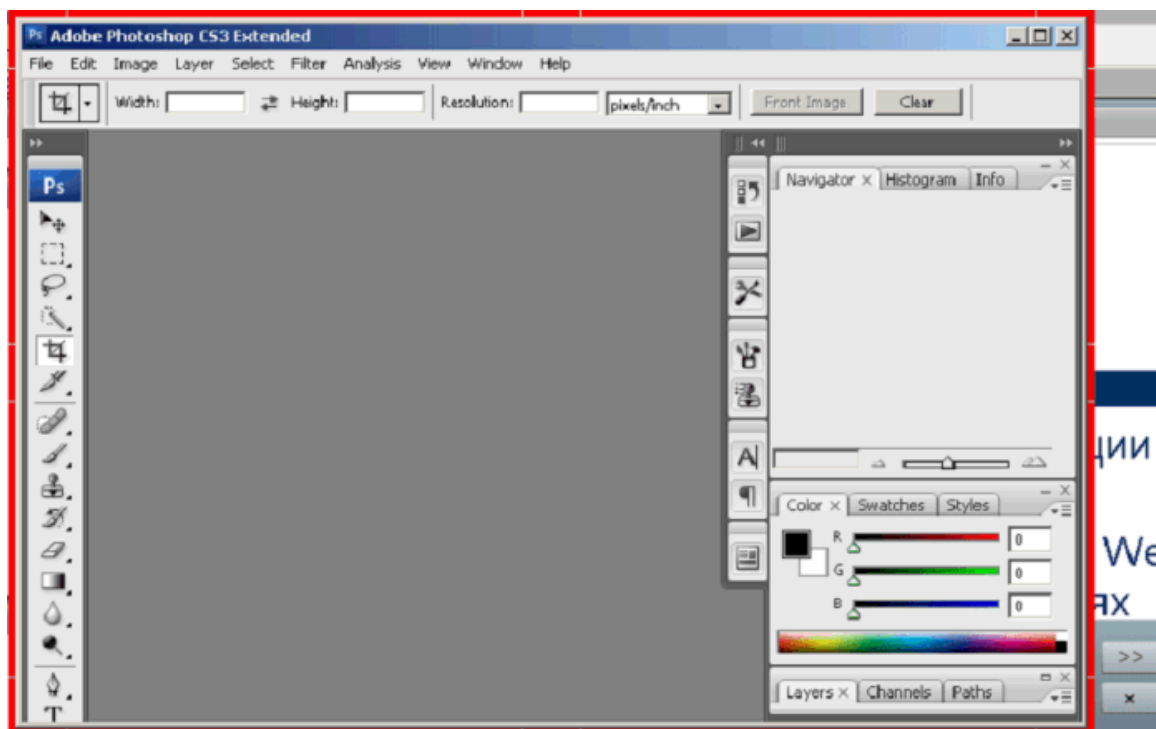 Ps Adobe Photoshop CS3 Extended
File Edit Image Layer Select Filter Analysis View Window Help
Width: Height: Resolution: pixels/inch Front Image Clear
Ps
Navigator Histogram Info
A
¶
Color Swatches Styles
R 0
G 0
B 0
Layers Channels Paths
T
ции
We
ях
>>